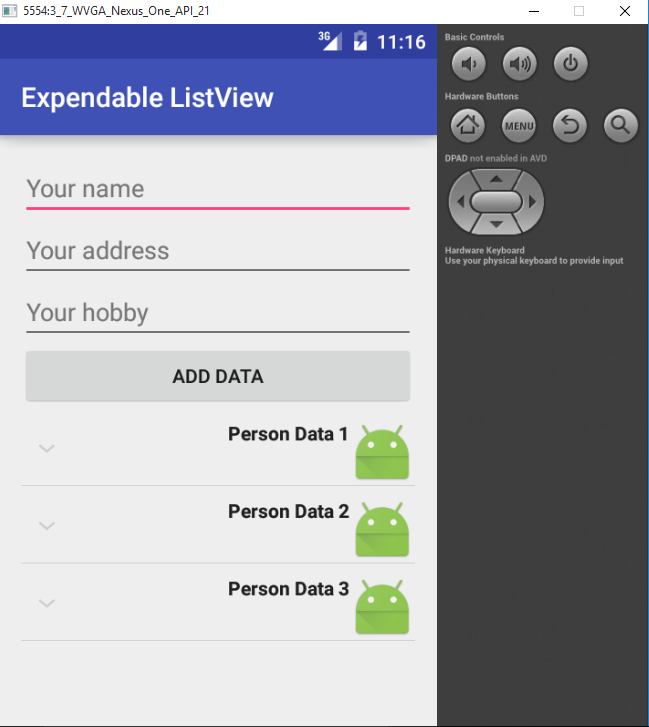 5554:3_7_WVGA_Nexus_One_API_21
3G 11:16
Expendable ListView
Your name
Your address
Your hobby
ADD DATA
Person Data 1
Person Data 2
Person Data 3
Basic Controls
Hardware Buttons
MENU
DPAD not enabled in AVD
Hardware Keyboard
Use your physical keyboard to provide input